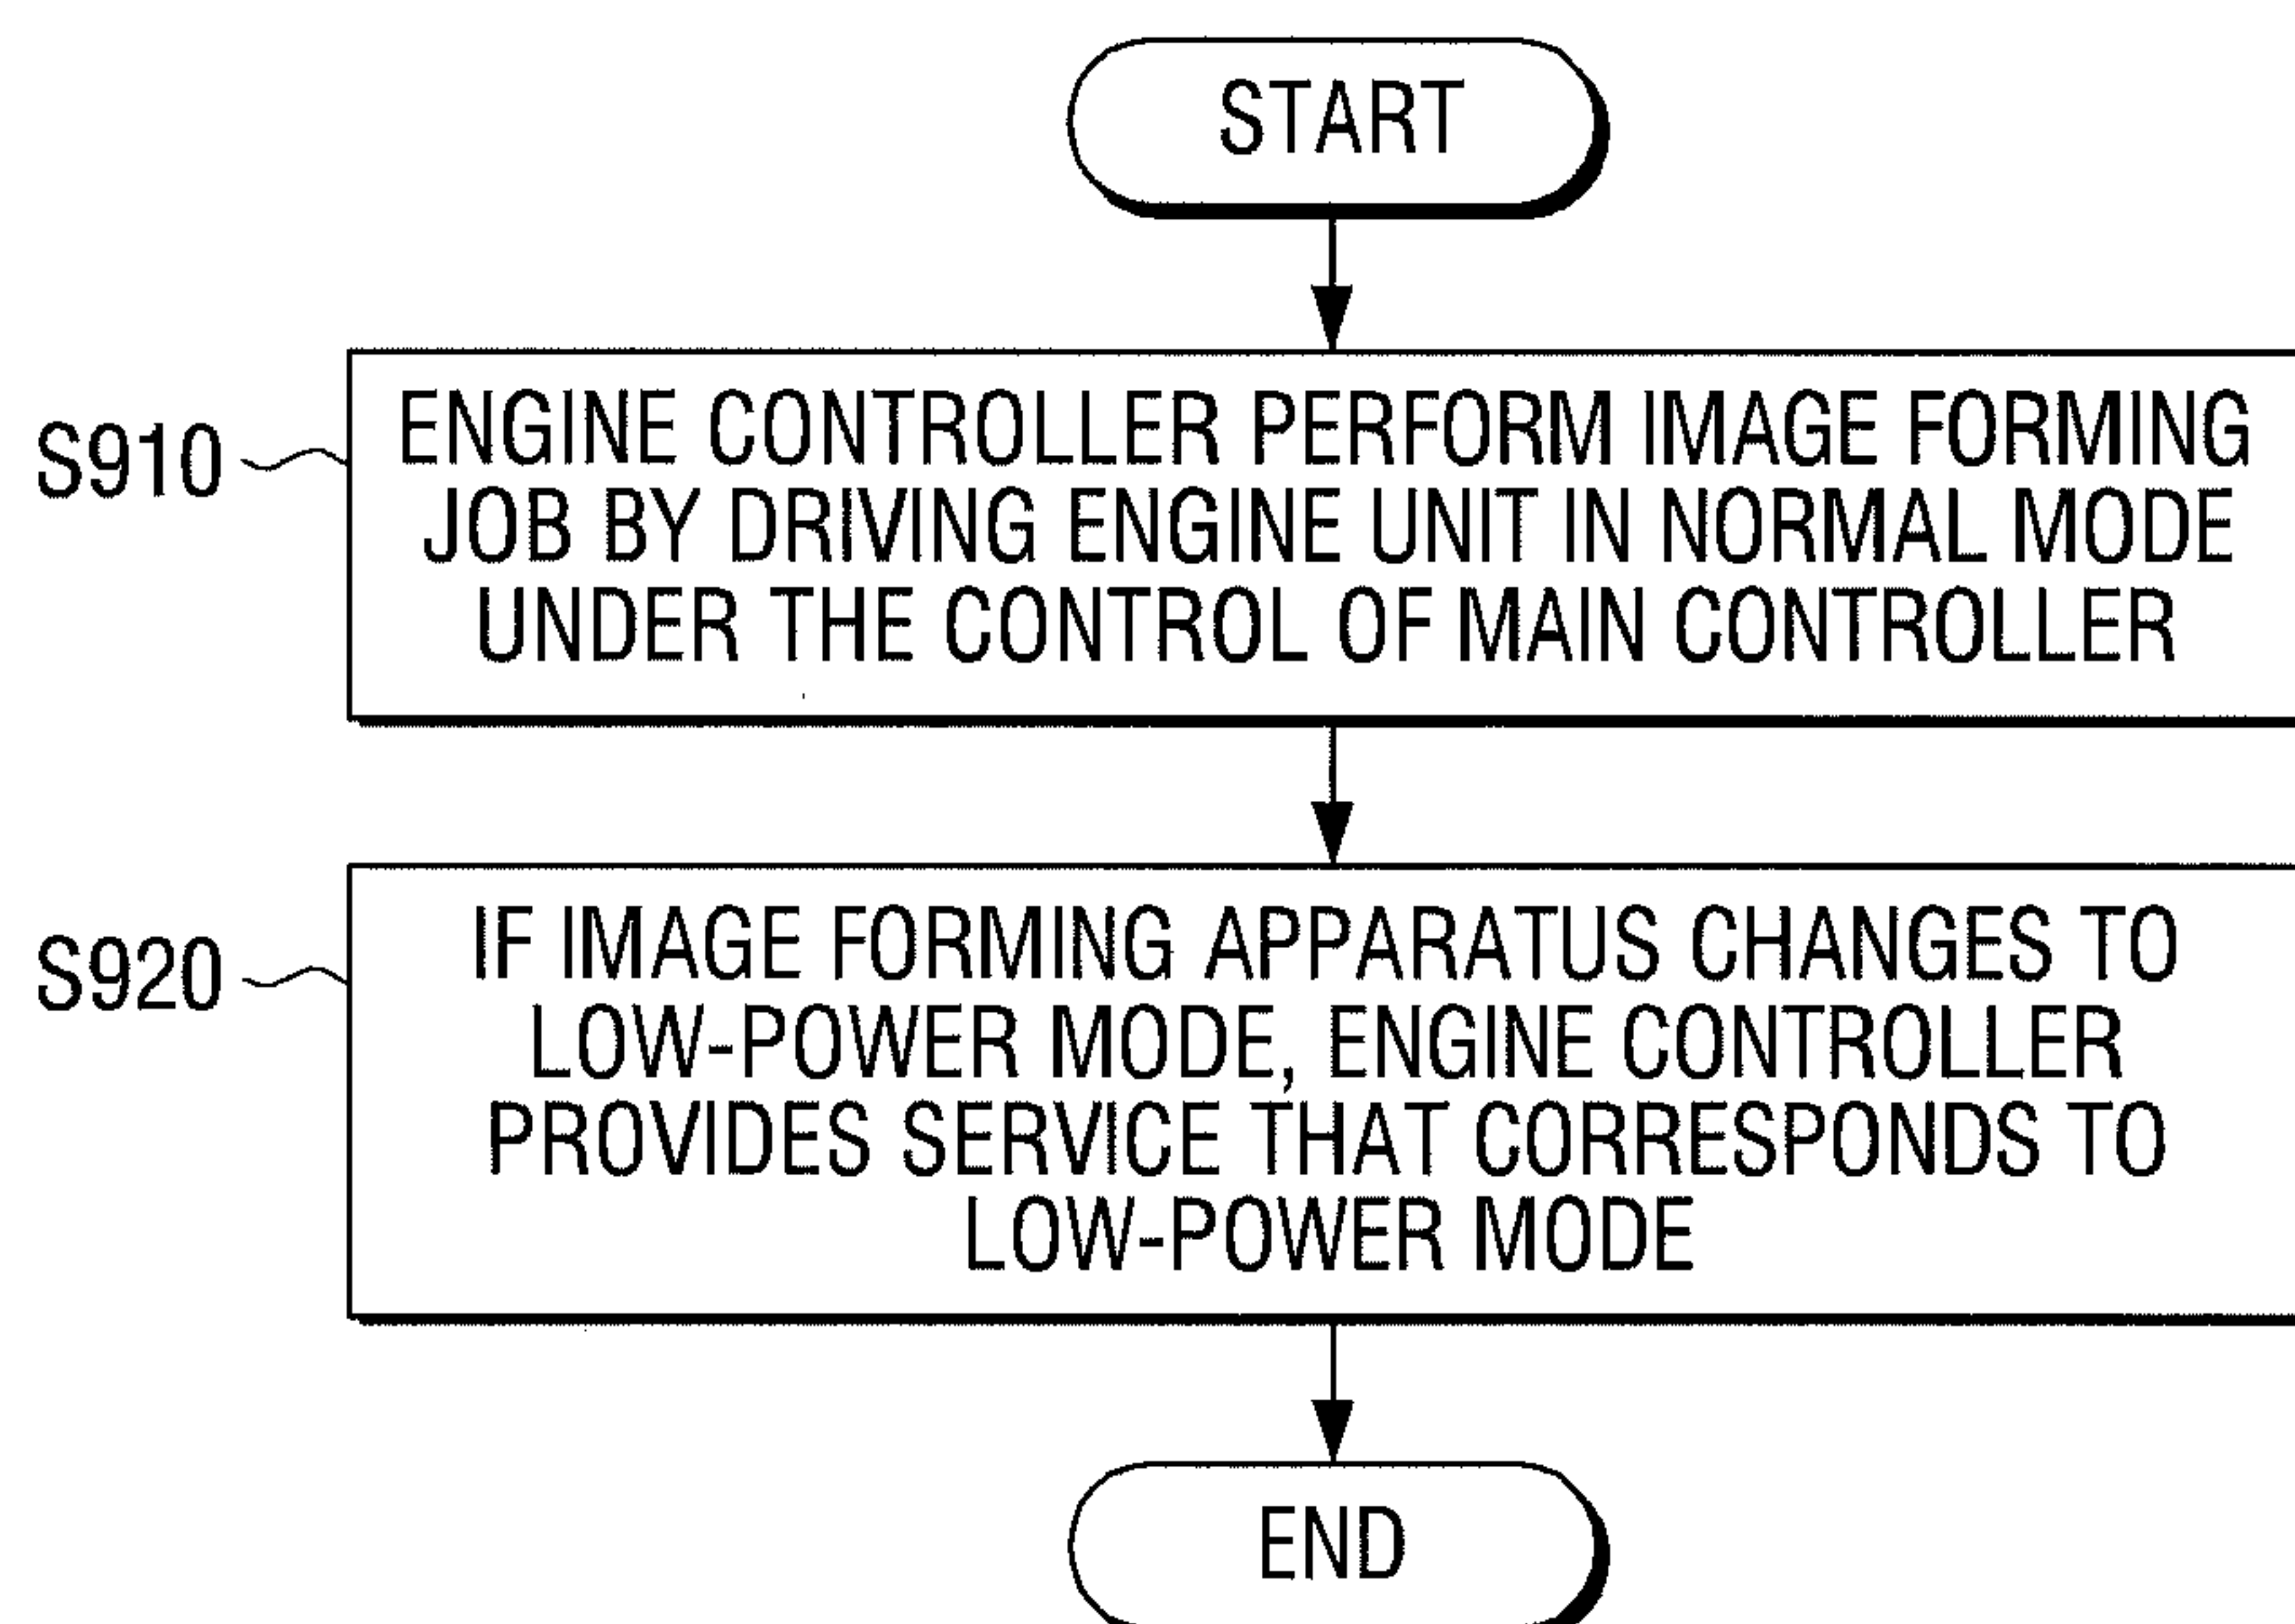 START
S910
ENGINE CONTROLLER PERFORM IMAGE FORMING
JOB BY DRIVING ENGINE UNIT IN NORMAL MODE
UNDER THE CONTROL OF MAIN CONTROLLER
S920
IF IMAGE FORMING APPARATUS CHANGES TO
LOW-POWER MODE, ENGINE CONTROLLER
PROVIDES SERVICE THAT CORRESPONDS TO
LOW-POWER MODE
END